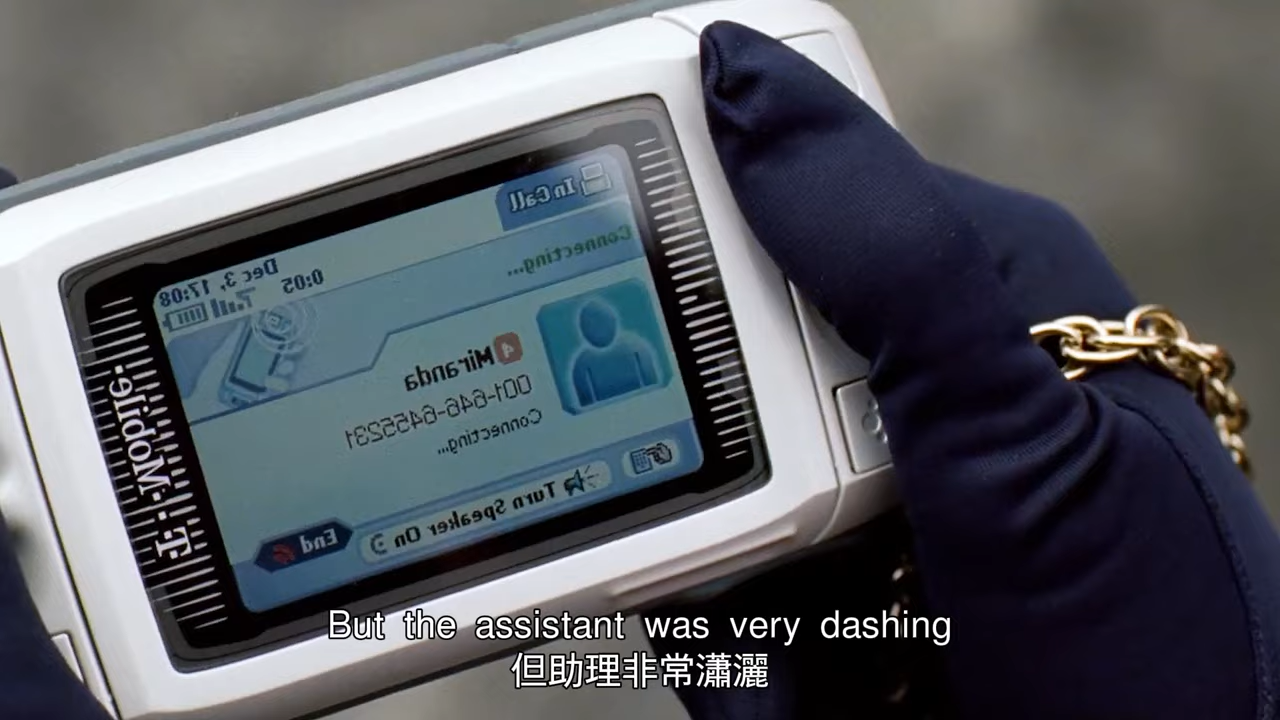 In Call
Connecting...
Dec 3, 17:08
0:05
4 Miranda
001-646-6455231
Connecting...
Turn Speaker On
End
T··Mobile·
But the assistant was very dashing
但助理非常瀟灑